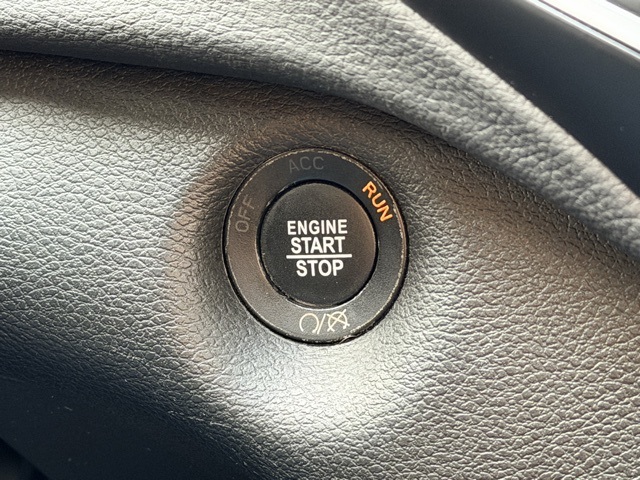 OFF
ACC
RUN
ENGINE
START
STOP